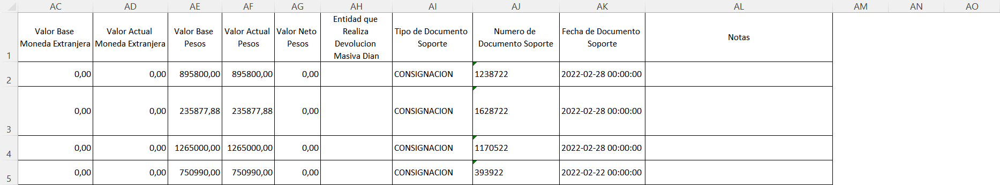 AC AD AE AF AG AH AI AJ AK AL AM AN AO
1 Valor Base Moneda Extranjera Valor Actual Moneda Extranjera Valor Base Pesos Valor Actual Pesos Valor Neto Pesos Entidad que Realiza Devolucion Masiva Dian Tipo de Documento Soporte Numero de Documento Soporte Fecha de Documento Soporte Notas
2 0,00 0,00 895800,00 895800,00 0,00 CONSIGNACION 1238722 2022-02-28 00:00:00
3 0,00 0,00 235877,88 235877,88 0,00 CONSIGNACION 1628722 2022-02-28 00:00:00
4 0,00 0,00 1265000,00 1265000,00 0,00 CONSIGNACION 1170522 2022-02-28 00:00:00
5 0,00 0,00 750990,00 750990,00 0,00 CONSIGNACION 393922 2022-02-22 00:00:00